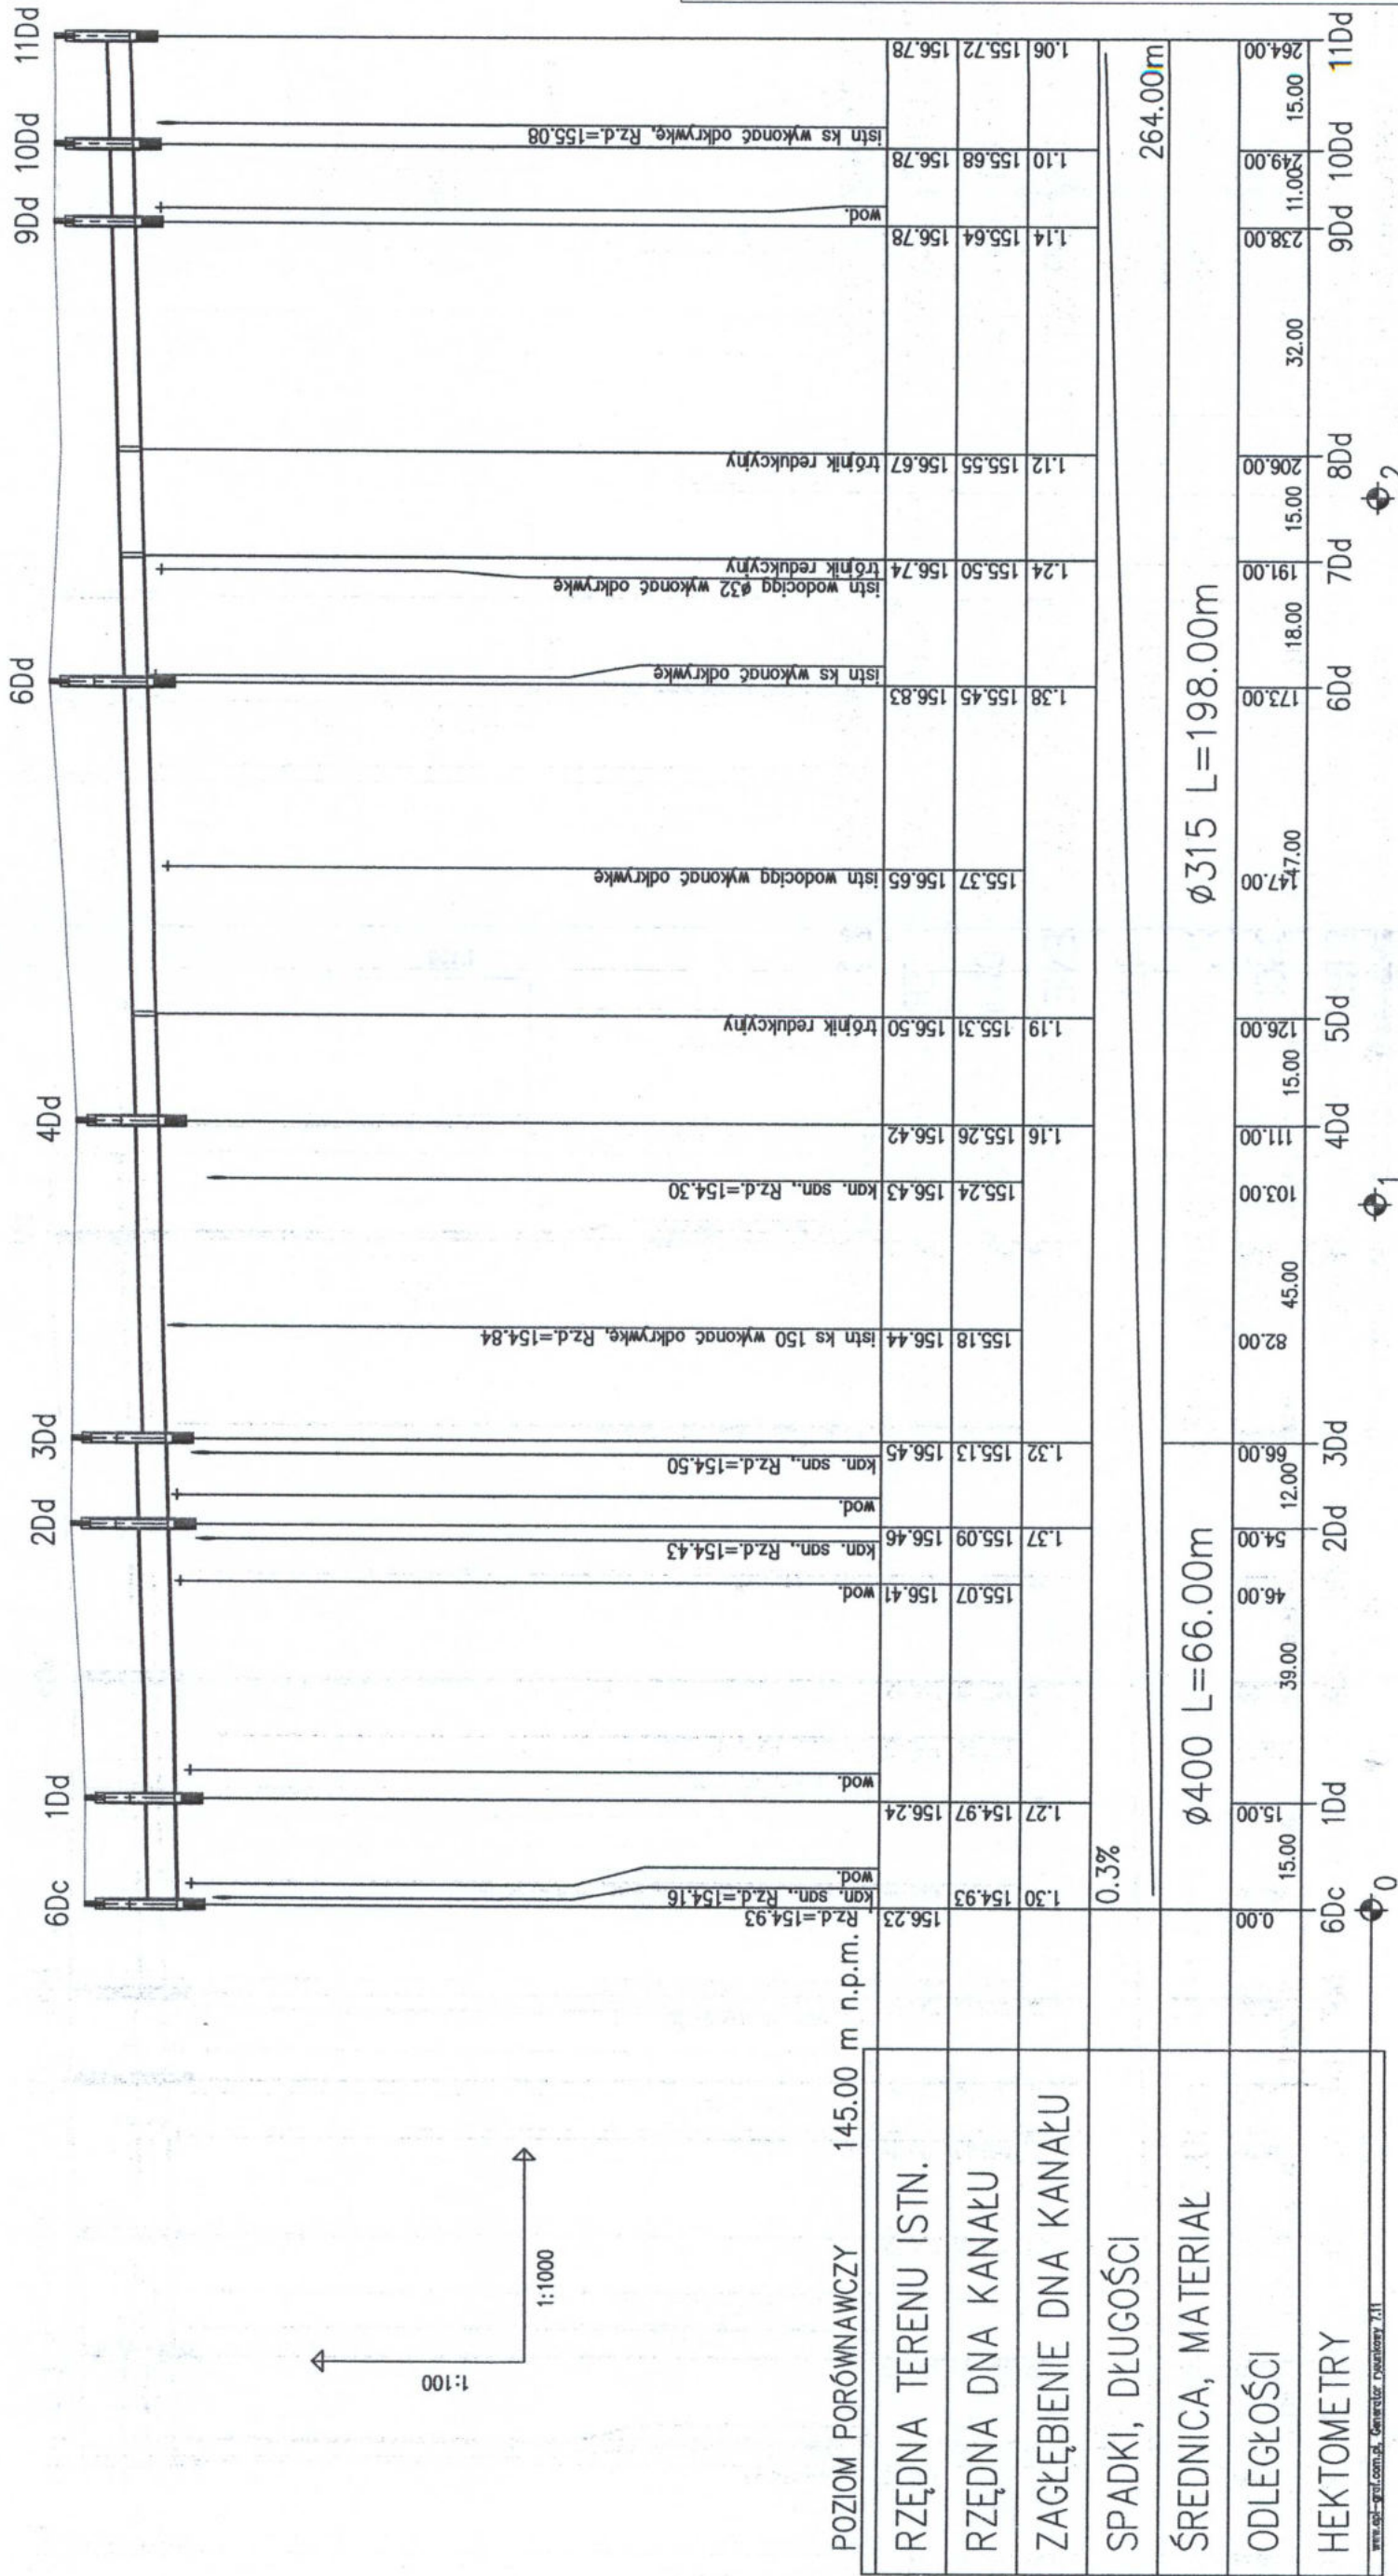 6Dc 1Dd 2Dd 3Dd 4Dd 6Dd 9Dd 10Dd 11Dd
1:100
1:1000
POZIOM PORÓWNAWCZY 145.00 m n.p.m.
Rz.d.=154.93
kan. san., Rz.d.=154.16
wod.
wod.
wod.
kan. san., Rz.d.=154.43
wod.
kan. san., Rz.d.=154.50
istn ks 150 wykonać odkrywkę, Rz.d.=154.84
kan. san., Rz.d.=154.30
trójnik redukcyjny
istn wodociąg wykonać odkrywkę
istn ks wykonać odkrywkę
istn wodociąg ø32 wykonać odkrywkę
trójnik redukcyjny
trójnik redukcyjny
wod.
istn ks wykonać odkrywkę, Rz.d.=155.08
RZĘDNA TERENU ISTN. 156.23 156.24 156.41 156.46 156.45 156.44 156.43 156.42 156.50 156.65 156.83 156.74 156.67 156.78 156.78 156.78
RZĘDNA DNA KANAŁU 154.93 154.97 155.07 155.09 155.13 155.18 155.24 155.26 155.31 155.37 155.45 155.50 155.55 155.64 155.68 155.72
ZAGŁĘBIENIE DNA KANAŁU 1.30 1.27 1.37 1.32 1.16 1.19 1.38 1.24 1.12 1.14 1.10 1.06
SPADKI, DŁUGOŚCI 0.3% 264.00m
ŚREDNICA, MATERIAŁ ø400 L=66.00m ø315 L=198.00m
ODLEGŁOŚCI 0.00 15.00 46.00 54.00 66.00 82.00 103.00 111.00 126.00 147.00 173.00 191.00 206.00 238.00 249.00 264.00
15.00 39.00 12.00 45.00 15.00 47.00 18.00 15.00 32.00 11.00 15.00
HEKTOMETRY 6Dc 1Dd 2Dd 3Dd 4Dd 5Dd 6Dd 7Dd 8Dd 9Dd 10Dd 11Dd
0 1 2